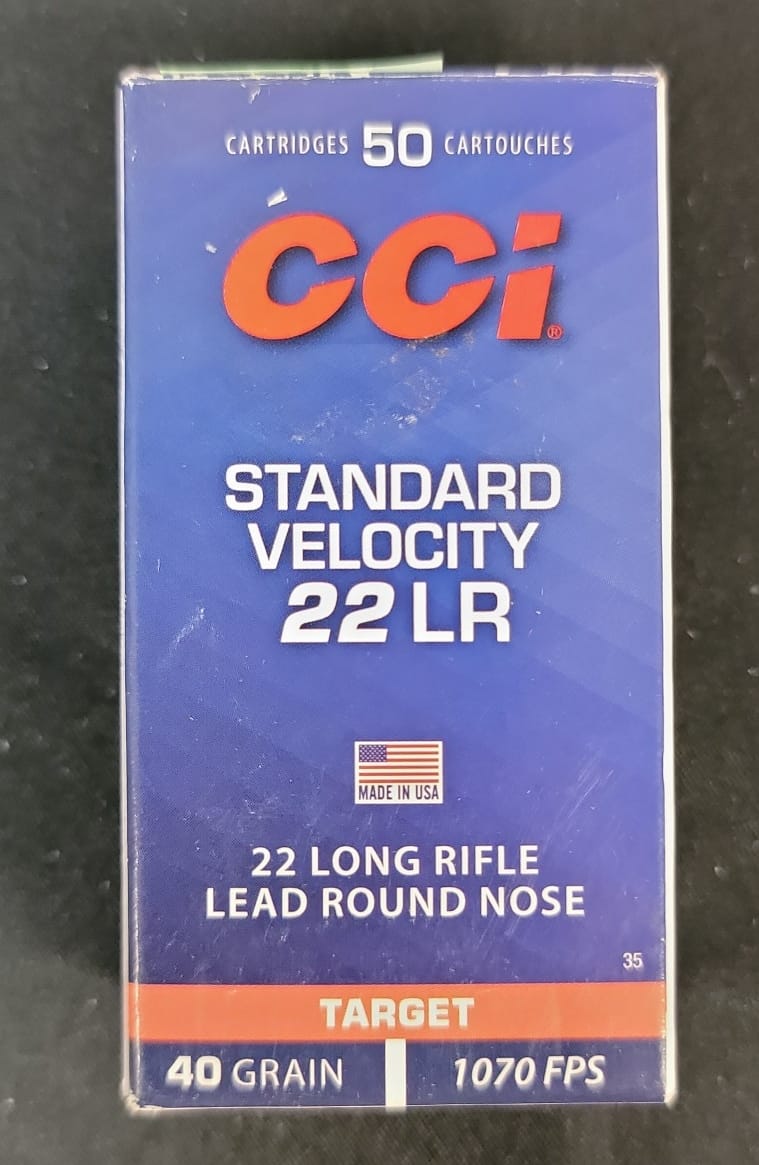 CARTRIDGES 50 CARTOUCHES
CCI®
STANDARD
VELOCITY
22 LR
MADE IN USA
22 LONG RIFLE
LEAD ROUND NOSE
35
TARGET
40 GRAIN
1070 FPS